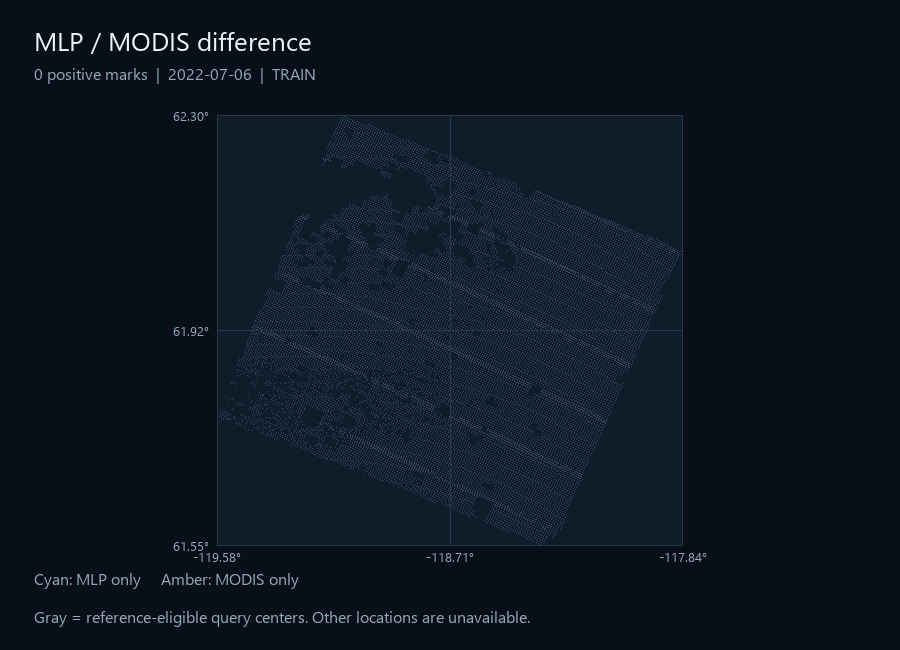 MLP / MODIS difference
0 positive marks | 2022-07-06 | TRAIN
62.30°
61.92°
61.55°
-119.58° -118.71° -117.84°
Cyan: MLP only Amber: MODIS only
Gray = reference-eligible query centers. Other locations are unavailable.